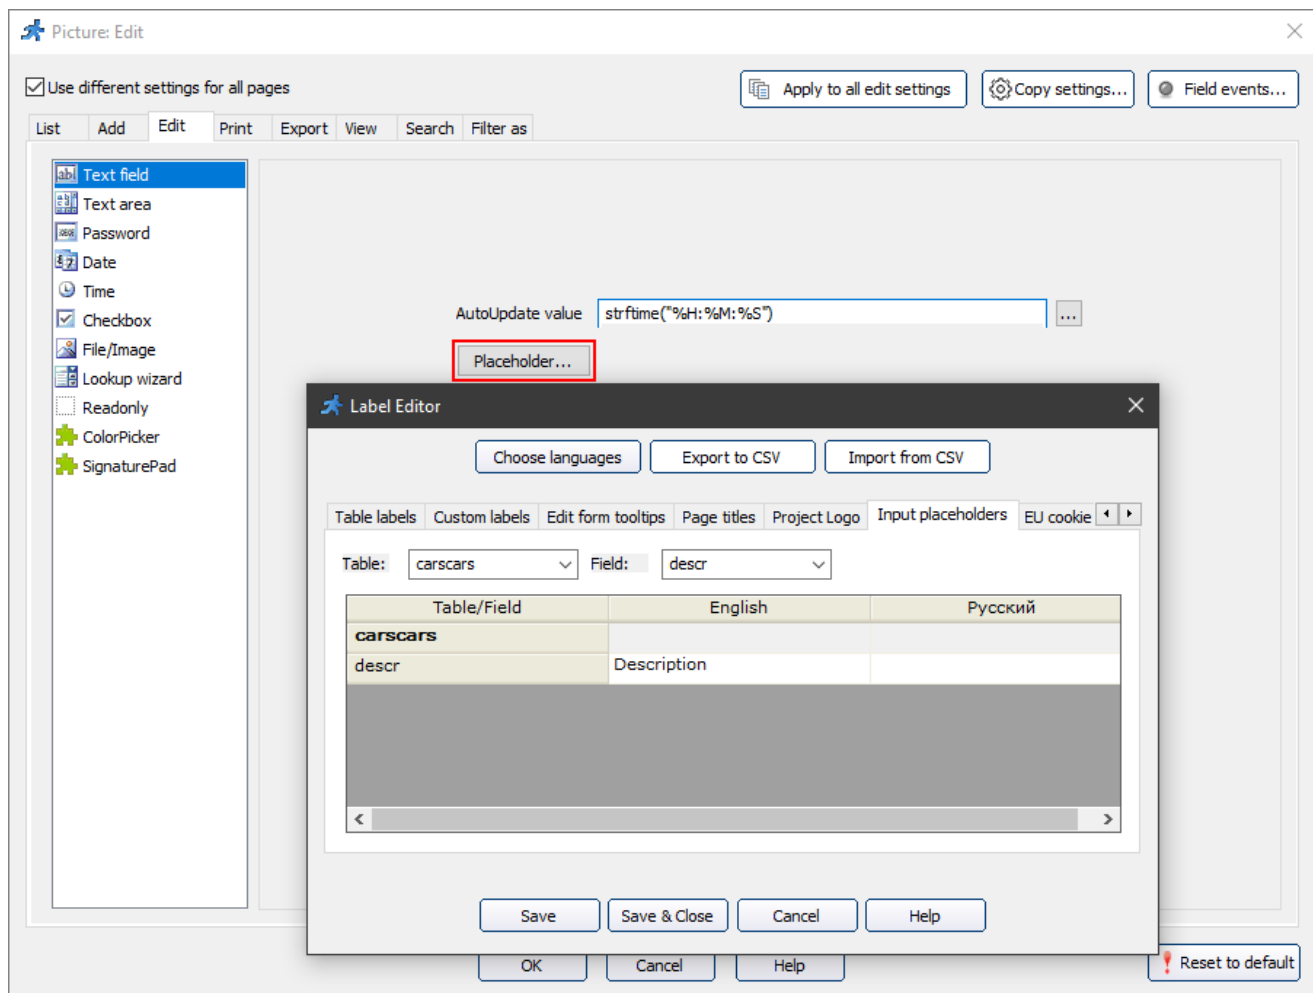 Picture: Edit
Use different settings for all pages
Apply to all edit settings
Copy settings...
Field events...
List Add Edit Print Export View Search Filter as
Text field
Text area
Password
Date
Time
Checkbox
File/Image
Lookup wizard
Readonly
ColorPicker
SignaturePad
AutoUpdate value strftime("%H:%M:%S") ...
Placeholder...
Label Editor
Choose languages Export to CSV Import from CSV
Table labels Custom labels Edit form tooltips Page titles Project Logo Input placeholders EU cookie
Table: carscars Field: descr
Table/Field English Русский
carscars
descr Description
Save Save & Close Cancel Help
OK Cancel Help
Reset to default